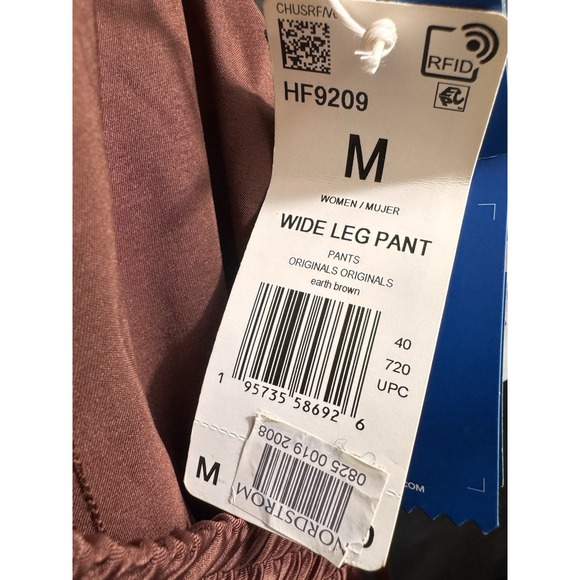 RFID
HF9209
M
WOMEN / MUJER
WIDE LEG PANT
PANTS
ORIGINALS ORIGINALS
earth brown
40
720
UPC
1 95735 58692 6
M
0825 0019 2008
NORDSTROM
.COM